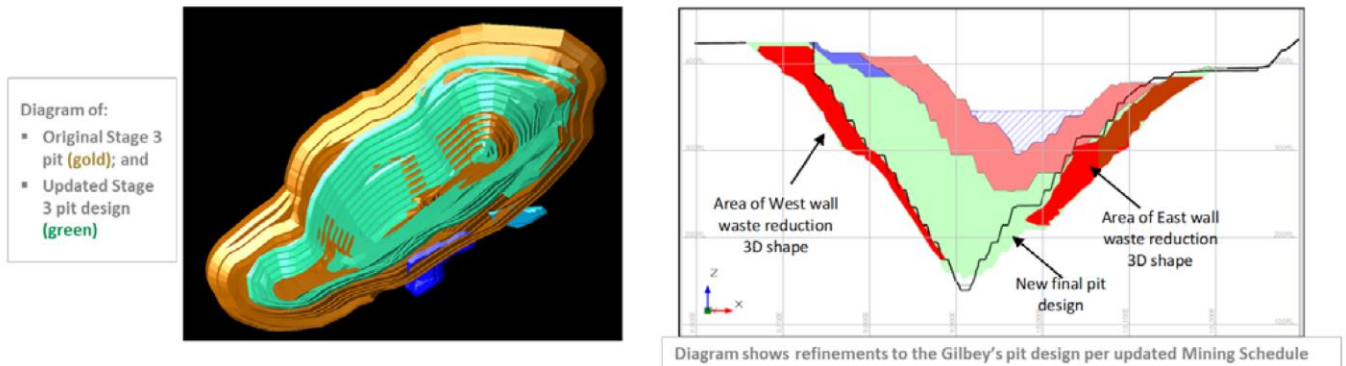 Diagram of:
▪ Original Stage 3
pit (gold); and
▪ Updated Stage
3 pit design
(green)
Area of West wall
waste reduction
3D shape
Area of East wall
waste reduction
3D shape
New final pit
design
Z
X
Diagram shows refinements to the Gilbey's pit design per updated Mining Schedule